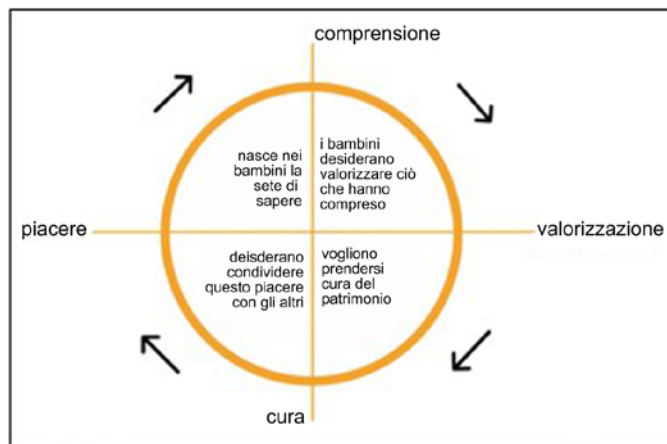 comprensione
nasce nei
bambini la
sete di
sapere
i bambini
desiderano
valorizzare ciò
che hanno
compreso
piacere
valorizzazione
deisderano
condividere
questo piacere
con gli altri
vogliono
prendersi
cura del
patrimonio
cura